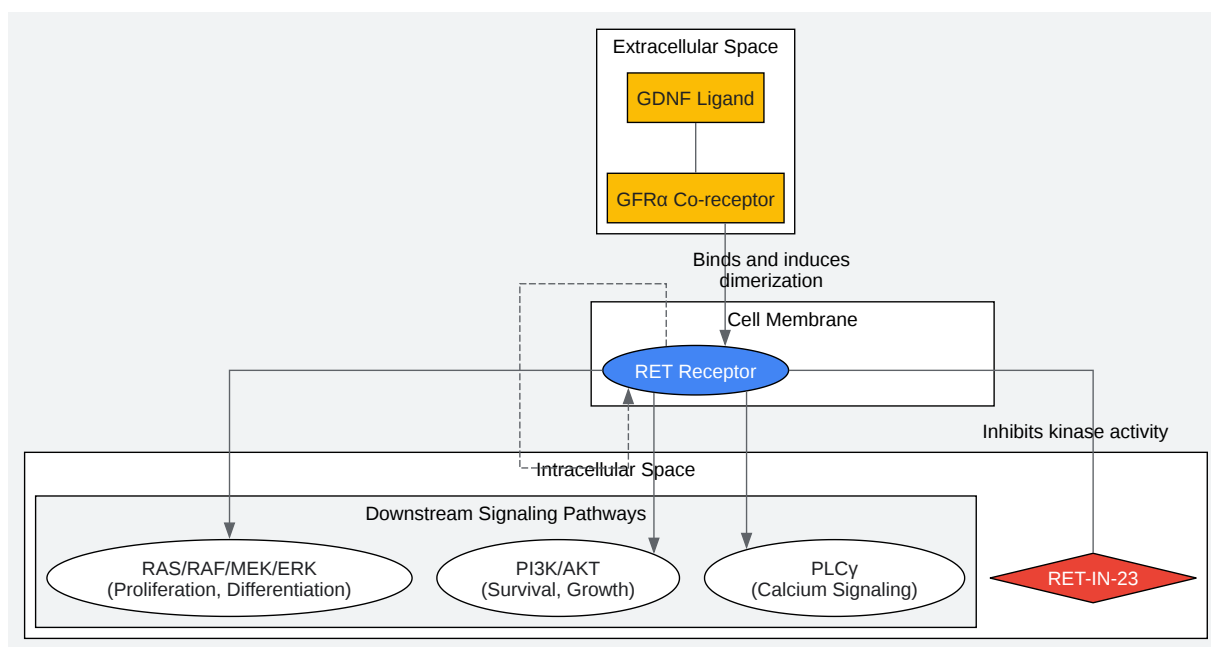 Extracellular Space
GDNF Ligand
GFRα Co-receptor
Binds and induces
dimerization
Cell Membrane
RET Receptor
Inhibits kinase activity
Intracellular Space
Downstream Signaling Pathways
RAS/RAF/MEK/ERK
(Proliferation, Differentiation)
PI3K/AKT
(Survival, Growth)
PLCγ
(Calcium Signaling)
RET-IN-23